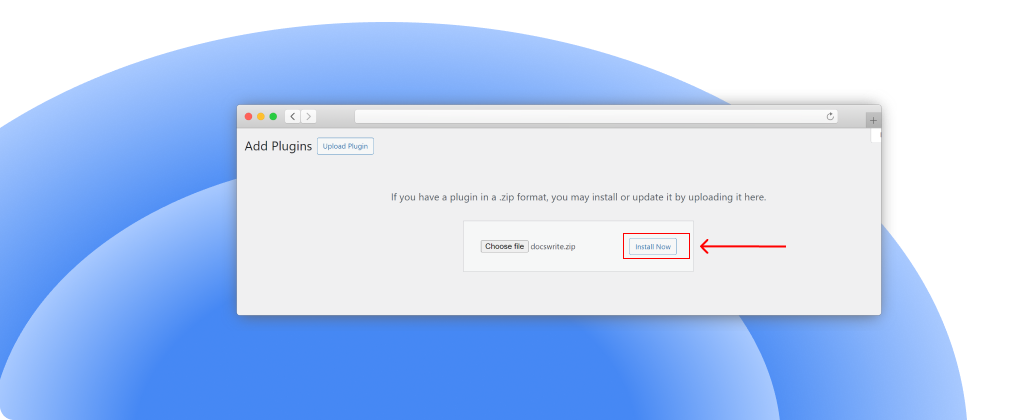 Add Plugins Upload Plugin
If you have a plugin in a .zip format, you may install or update it by uploading it here.
Choose file docswrite.zip Install Now